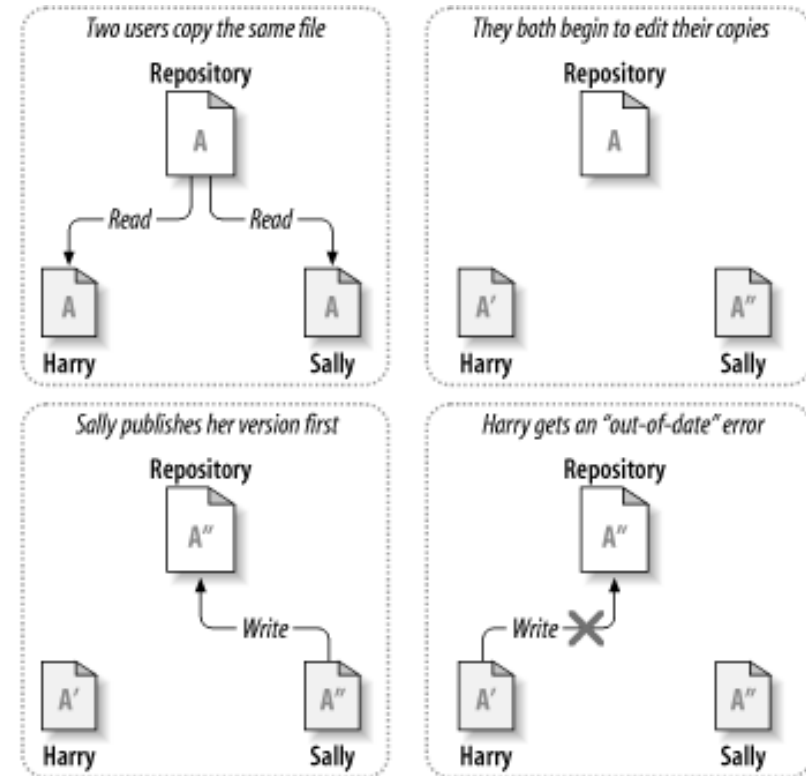 Two users copy the same file
Repository
A
Read
Read
A
A
Harry
Sally
They both begin to edit their copies
Repository
A
A′
A″
Harry
Sally
Sally publishes her version first
Repository
A″
Write
A′
A″
Harry
Sally
Harry gets an “out-of-date” error
Repository
A″
Write
A′
A″
Harry
Sally